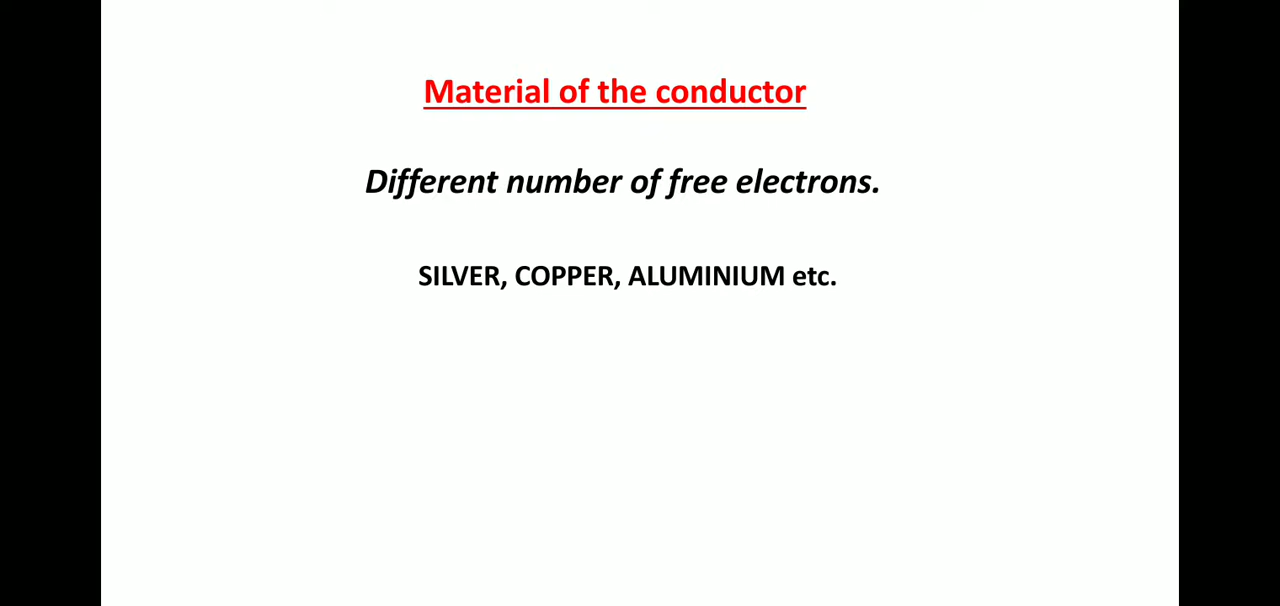 Material of the conductor
Different number of free electrons.
SILVER, COPPER, ALUMINIUM etc.